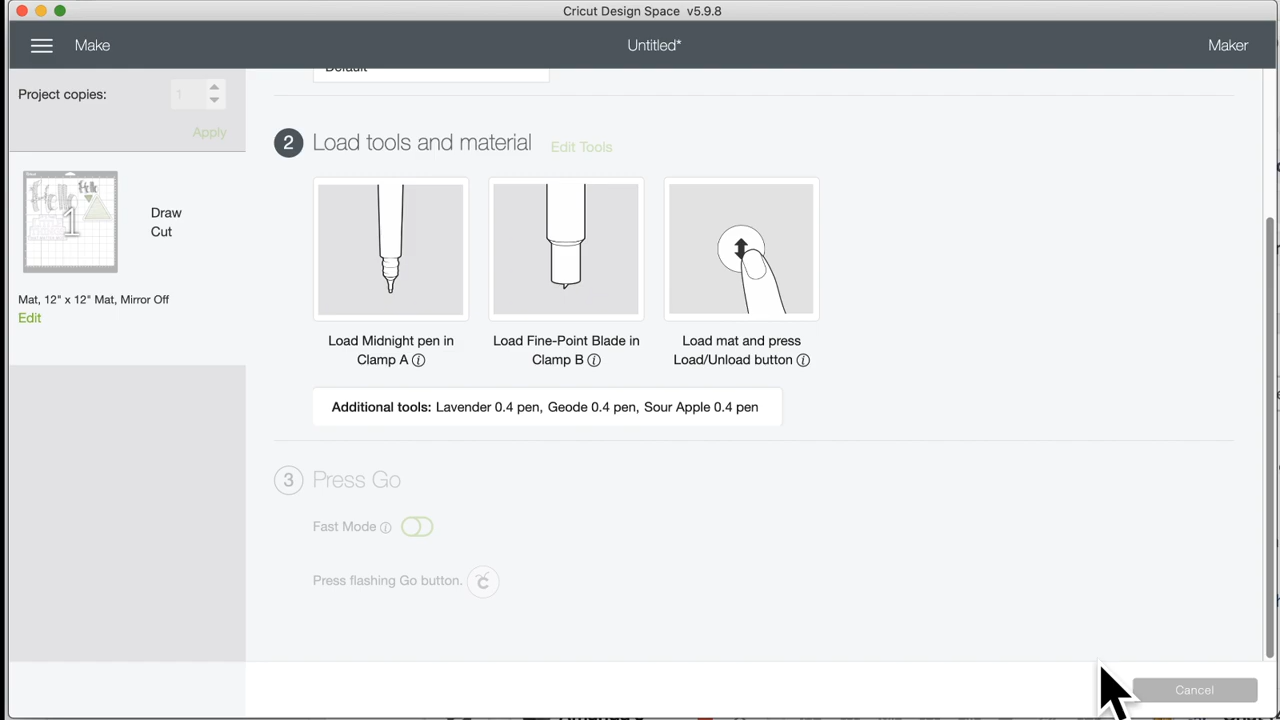 Cricut Design Space v5.9.8
Make
Untitled*
Maker
Project copies:
1
Apply
Default
2
Load tools and material
Edit Tools
Draw
Cut
Mat, 12" x 12" Mat, Mirror Off
Edit
Load Midnight pen in
Clamp A
Load Fine-Point Blade in
Clamp B
Load mat and press
Load/Unload button
Additional tools: Lavender 0.4 pen, Geode 0.4 pen, Sour Apple 0.4 pen
3
Press Go
Fast Mode
Press flashing Go button.
Cancel